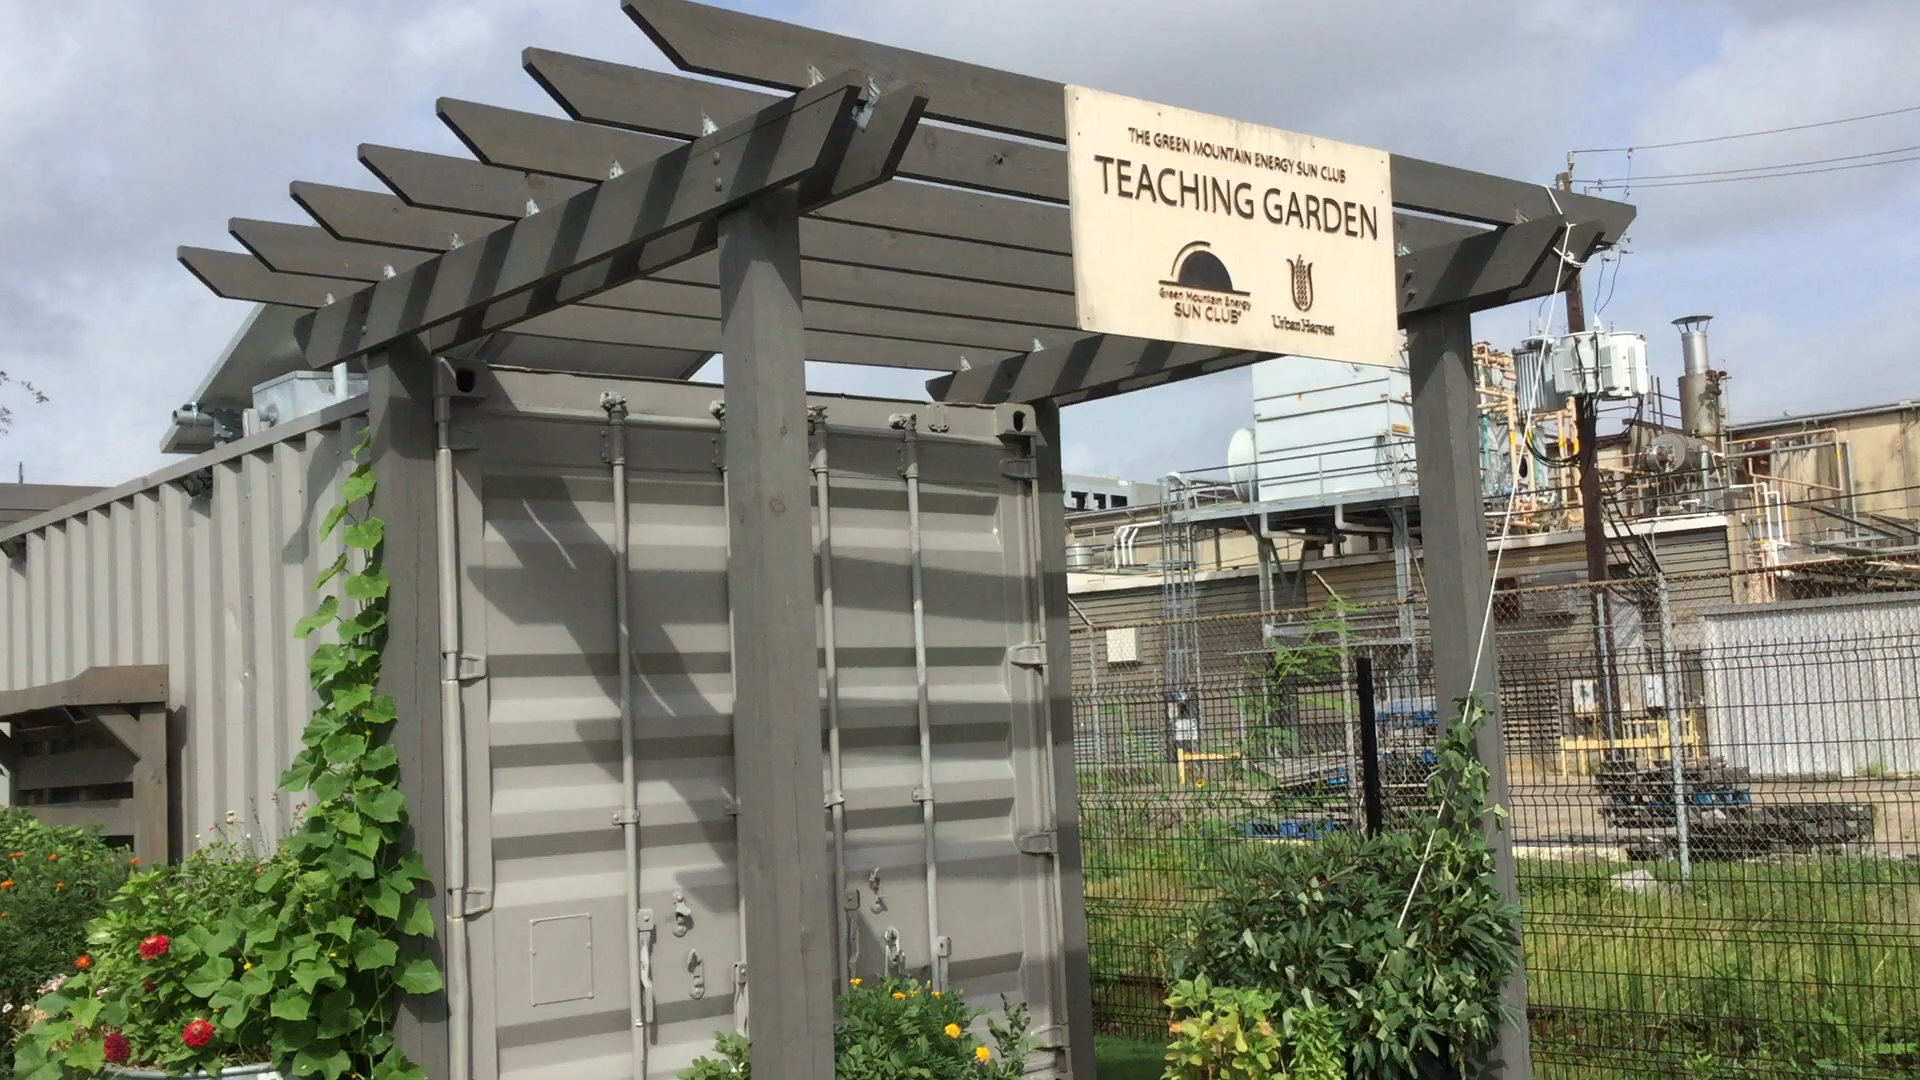 THE GREEN MOUNTAIN ENERGY SUN CLUB
TEACHING GARDEN
Green Mountain Energy
SUN CLUB®
Urban Harvest